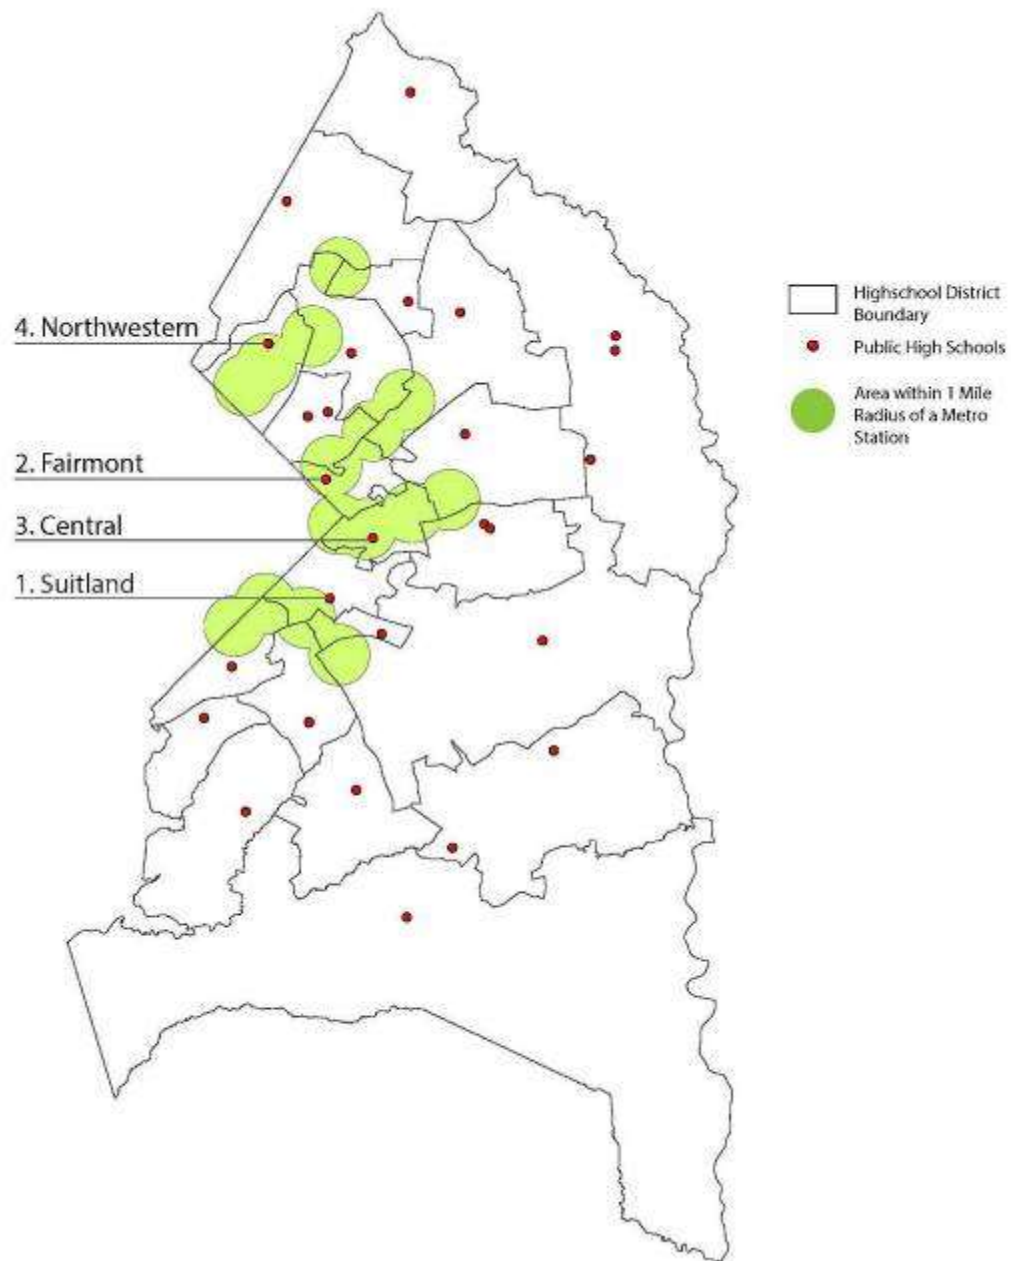 4. Northwestern
2. Fairmont
3. Central
1. Suitland
Highschool District
Boundary
Public High Schools
Area within 1 Mile
Radius of a Metro
Station